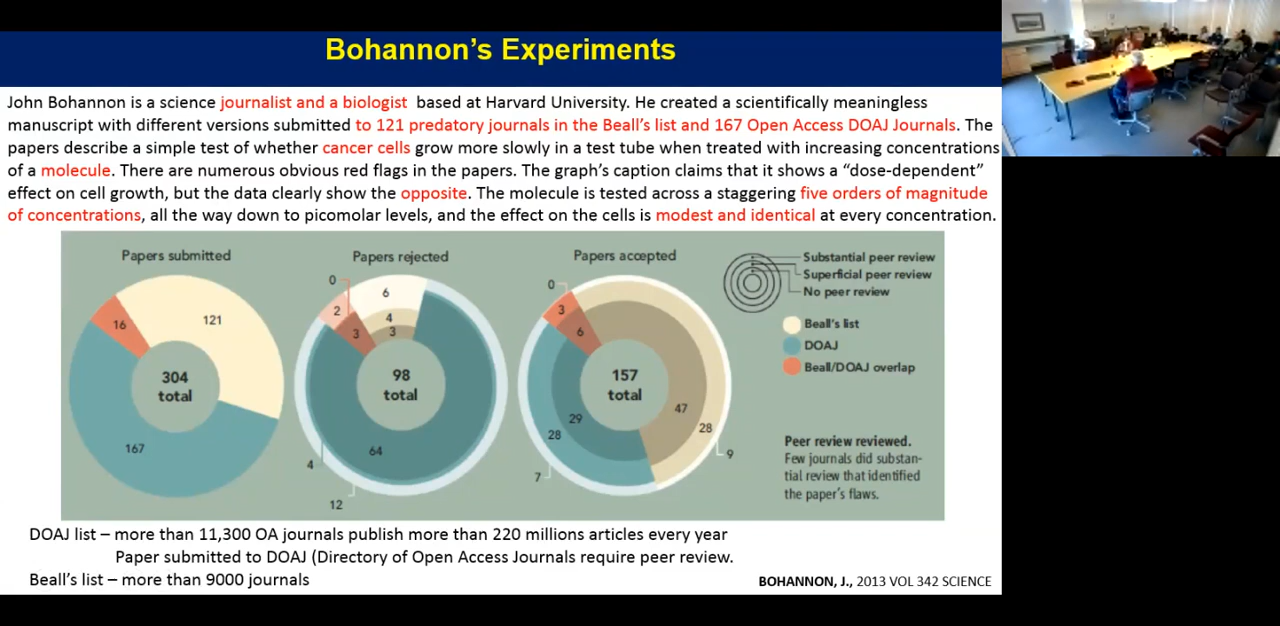 Bohannon's Experiments
John Bohannon is a science journalist and a biologist based at Harvard University. He created a scientifically meaningless
manuscript with different versions submitted to 121 predatory journals in the Beall's list and 167 Open Access DOAJ Journals. The
papers describe a simple test of whether cancer cells grow more slowly in a test tube when treated with increasing concentrations
of a molecule. There are numerous obvious red flags in the papers. The graph's caption claims that it shows a "dose-dependent"
effect on cell growth, but the data clearly show the opposite. The molecule is tested across a staggering five orders of magnitude
of concentrations, all the way down to picomolar levels, and the effect on the cells is modest and identical at every concentration.
Papers submitted
16
121
304
total
167
Papers rejected
0
2
6
4
3
3
98
total
64
4
12
Papers accepted
0
3
6
157
total
47
29
28
28
9
7
Substantial peer review
Superficial peer review
No peer review
Beall's list
DOAJ
Beall/DOAJ overlap
Peer review reviewed.
Few journals did substan-
tial review that identified
the paper's flaws.
DOAJ list – more than 11,300 OA journals publish more than 220 millions articles every year
Paper submitted to DOAJ (Directory of Open Access Journals require peer review.
Beall's list – more than 9000 journals
BOHANNON, J., 2013 VOL 342 SCIENCE